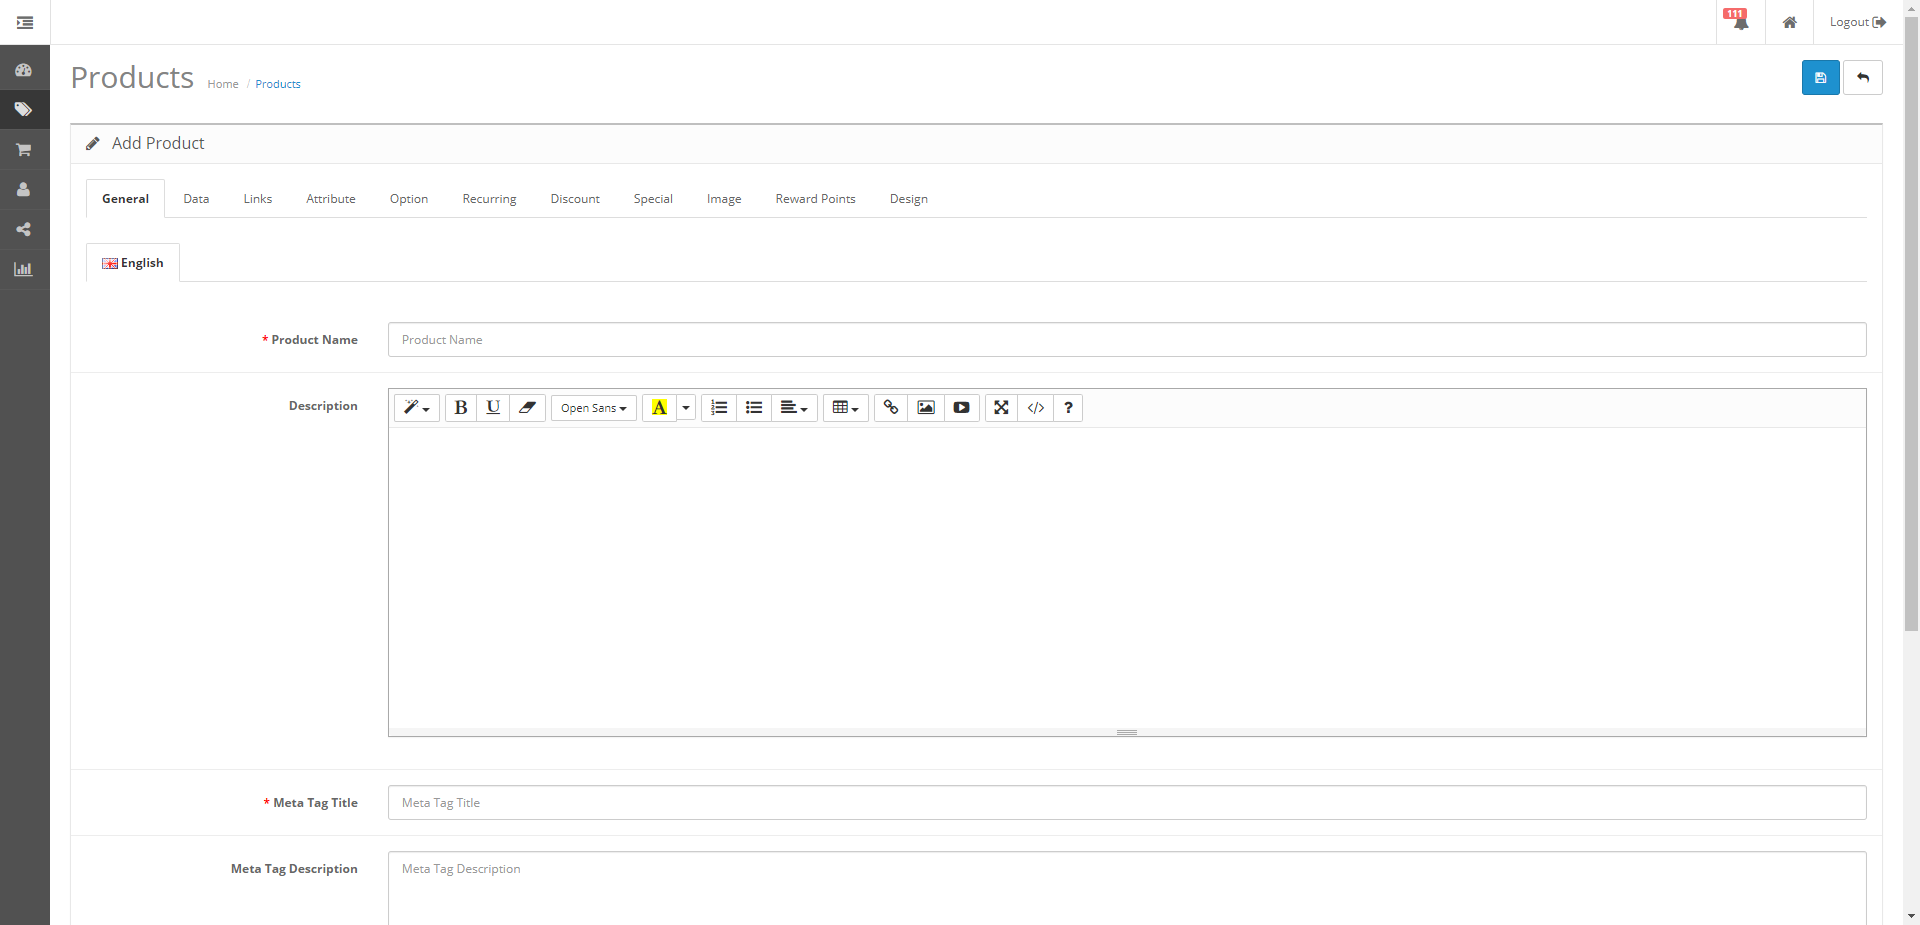 111
Logout
Products Home / Products
Add Product
General Data Links Attribute Option Recurring Discount Special Image Reward Points Design
English
* Product Name Product Name
Description B U Open Sans A </> ?
* Meta Tag Title Meta Tag Title
Meta Tag Description Meta Tag Description